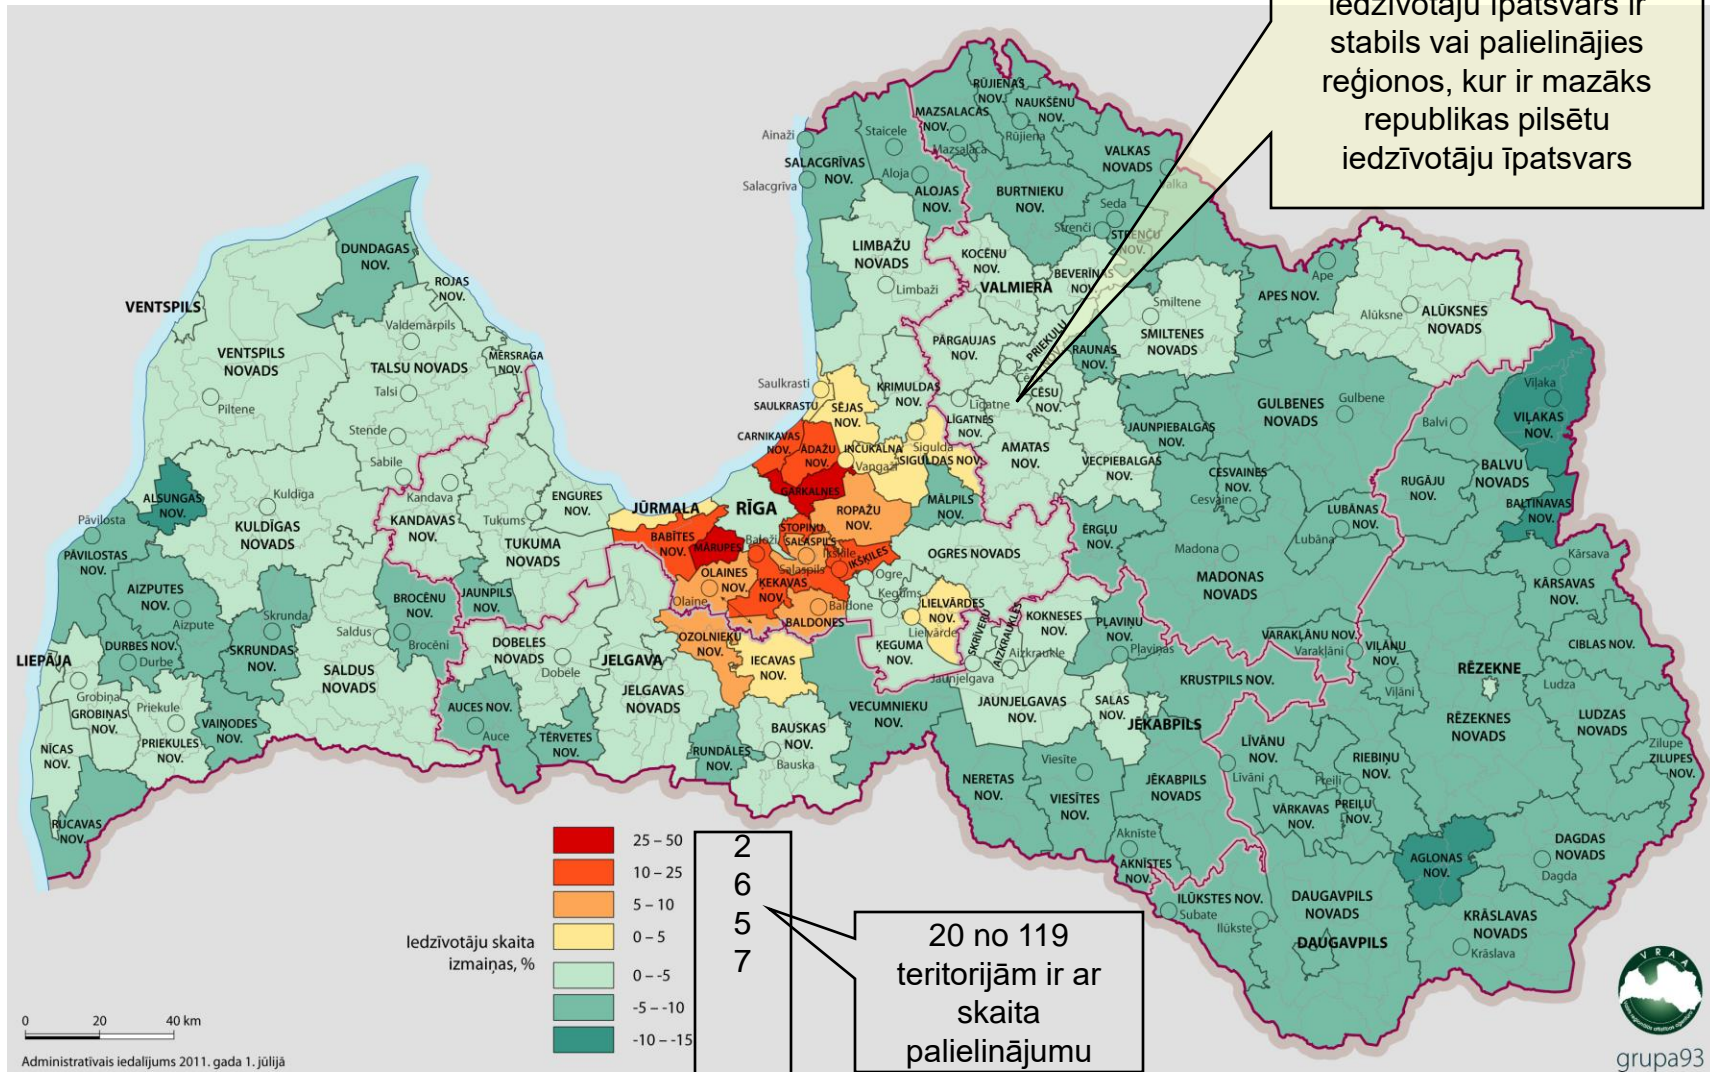 iedzīvotāju īpatsvars ir
stabils vai palielinājies
reģionos, kur ir mazāks
republikas pilsētu
iedzīvotāju īpatsvars
RŪJIENAS
NOV.
NAUKŠĒNU
NOV.
MAZSALACAS
NOV.
Rūjiena
Mazsalaca
Ainaži
Staicele
SALACGRĪVAS
NOV.
Salacgrīva
Aloja
ALOJAS
NOV.
VALKAS
NOVADS
Valka
BURTNIEKU
NOV.
Seda
Strenči
STRENČU
NOV.
DUNDAGAS
NOV.
ROJAS
NOV.
LIMBAŽU
NOVADS
Limbaži
KOCĒNU
NOV.
BEVERĪNAS
NOV.
VALMIERA
Ape
APES NOV.
Smiltene
SMILTENES
NOVADS
Alūksne
ALŪKSNES
NOVADS
VENTSPILS
Valdemārpils
VENTSPILS
NOVADS
TALSU NOVADS
MĒRSRAGA
NOV.
Talsi
Piltene
Stende
Sabile
PĀRGAUJAS
NOV.
PRIEKUĻU
NOV.
RAUNAS
NOV.
Cēsis
CĒSU
NOV.
Saulkrasti
SAULKRASTU
SĒJAS
NOV.
KRIMULDAS
NOV.
Līgatne
LĪGATNES
NOV.
AMATAS
NOV.
VECPIEBALGAS
NOV.
JAUNPIEBALGAS
NOV.
GULBENES
NOVADS
Gulbene
Balvi
Viļaka
VIĻAKAS
NOV.
BALVU
NOVADS
RUGĀJU
NOV.
BALTINAVAS
NOV.
CARNIKAVAS
NOV.
ĀDAŽU
NOV.
INČUKALNA
Vangaži
Sigulda
SIGULDAS NOV.
GARKALNES
MĀLPILS
NOV.
CESVAINES
NOV.
Cesvaine
LUBĀNAS
NOV.
Lubāna
ALSUNGAS
NOV.
Kuldīga
KULDĪGAS
NOVADS
Kandava
KANDAVAS
NOV.
Tukums
TUKUMA
NOVADS
ENGURES
NOV.
JŪRMALA
RĪGA
ROPAŽU
NOV.
STOPIŅU
SALASPILS
Salaspils
Ikšķile
IKŠĶILES
BABĪTES
NOV.
MĀRUPES
Baloži
OLAINES
NOV.
Olaine
ĶEKAVAS
NOV.
Baldone
BALDONES
OGRES NOVADS
Ogre
Ķegums
LIELVĀRDES
NOV.
Lielvārde
ĶEGUMA
NOV.
ĒRGĻU
NOV.
Madona
MADONAS
NOVADS
Pāvilosta
PĀVILOSTAS
NOV.
AIZPUTES
NOV.
Aizpute
Skrunda
SKRUNDAS
NOV.
DURBES NOV.
Durbe
LIEPĀJA
Grobiņa
GROBIŅAS
NOV.
Priekule
PRIEKULES
NOV.
VAIŅODES
NOV.
NĪCAS
NOV.
RUCAVAS
NOV.
Saldus
SALDUS
NOVADS
BROCĒNU
NOV.
Brocēni
JAUNPILS
NOV.
DOBELES
NOVADS
Dobele
AUCES NOV.
Auce
TĒRVETES
NOV.
JELGAVA
JELGAVAS
NOVADS
OZOLNIEKU
NOV.
IECAVAS
NOV.
RUNDĀLES
NOV.
BAUSKAS
NOV.
Bauska
VECUMNIEKU
NOV.
SKRĪVERU
AIZKRAUKLES
Aizkraukle
KOKNESES
NOV.
PĻAVIŅU
NOV.
Pļaviņas
Jaunjelgava
JAUNJELGAVAS
NOV.
SALAS
NOV.
JĒKABPILS
KRUSTPILS NOV.
VARAKĻĀNU NOV.
Varakļāni
VIĻĀNU
NOV.
Viļāni
Kārsava
KĀRSAVAS
NOV.
CIBLAS NOV.
Ludza
LUDZAS
NOVADS
RĒZEKNE
RĒZEKNES
NOVADS
Zilupe
ZILUPES
NOV.
NERETAS
NOV.
Viesīte
VIESĪTES
NOV.
JĒKABPILS
NOVADS
Aknīste
AKNĪSTES
NOV.
LĪVĀNU
NOV.
Līvāni
RIEBIŅU
NOV.
Preiļi
PREIĻU
NOV.
VĀRKAVAS
NOV.
AGLONAS
NOV.
DAGDAS
NOVADS
Dagda
ILŪKSTES NOV.
Subate
Ilūkste
DAUGAVPILS
NOVADS
DAUGAVPILS
KRĀSLAVAS
NOVADS
Krāslava
Iedzīvotāju skaita
izmaiņas, %
25 – 50
10 – 25
5 – 10
0 – 5
0 – -5
-5 – -10
-10 – -15
2
6
5
7
20 no 119
teritorijām ir ar
skaita
palielinājumu
0 20 40 km
Administratīvais iedalījums 2011. gada 1. jūlijā
VRAA
grupa93